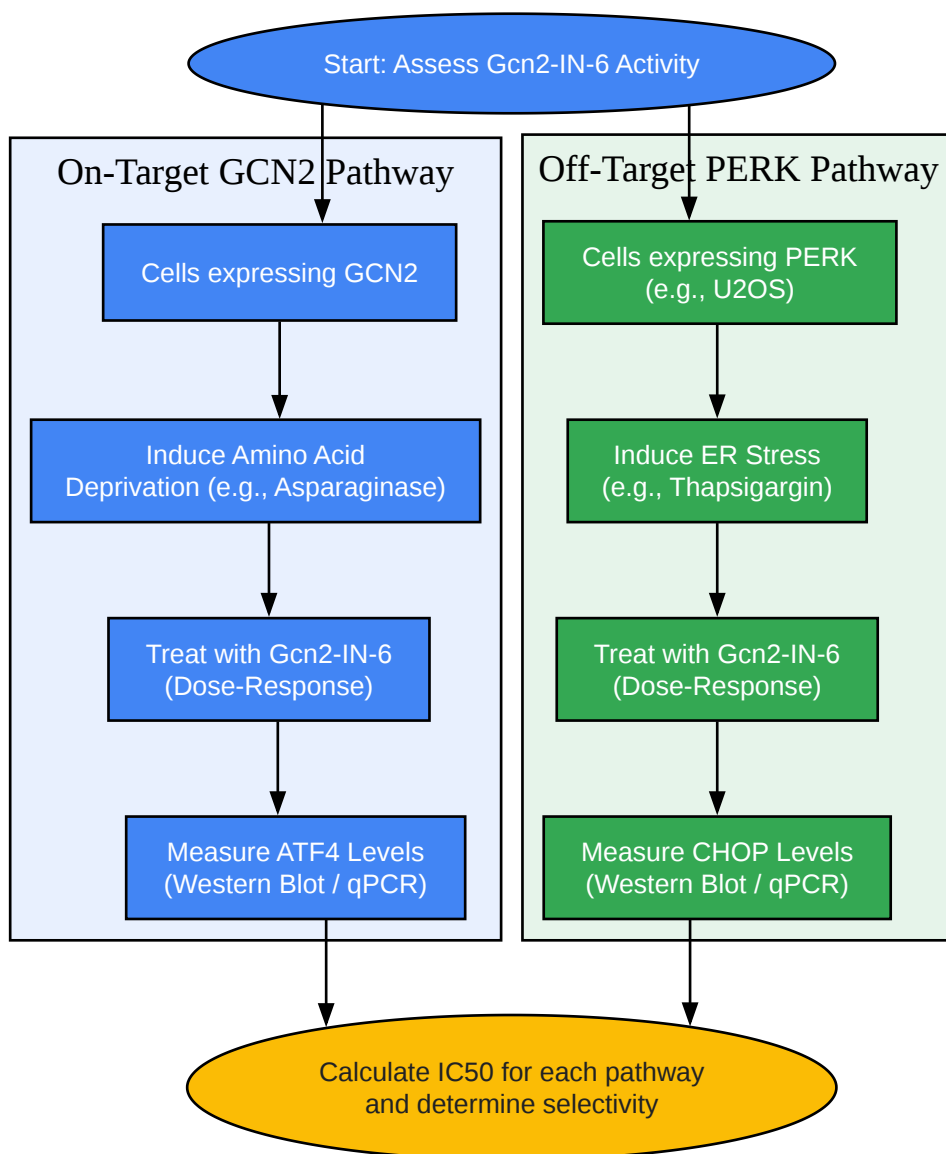 Start: Assess Gcn2-IN-6 Activity
On-Target GCN2 Pathway
Cells expressing GCN2
Induce Amino Acid
Deprivation (e.g., Asparaginase)
Treat with Gcn2-IN-6
(Dose-Response)
Measure ATF4 Levels
(Western Blot / qPCR)
Off-Target PERK Pathway
Cells expressing PERK
(e.g., U2OS)
Induce ER Stress
(e.g., Thapsigargin)
Treat with Gcn2-IN-6
(Dose-Response)
Measure CHOP Levels
(Western Blot / qPCR)
Calculate IC50 for each pathway
and determine selectivity